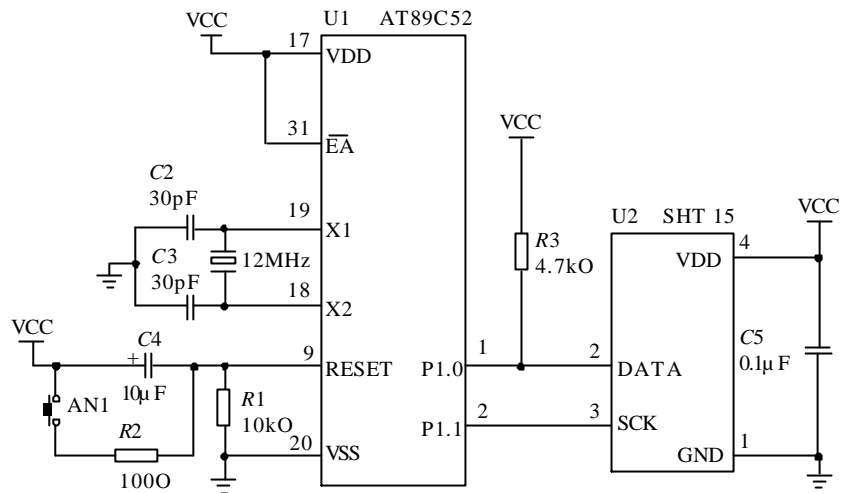 U1 AT89C52
VCC
17
VDD
31
EA
C2
30pF
19
X1
C3
30pF
12MHz
18
X2
VCC
C4
+
10μF
9
RESET
AN1
R1
10kO
R2
100O
20
VSS
P1.0
1
P1.1
2
VCC
R3
4.7kO
U2 SHT 15
VCC
4
VDD
2
DATA
C5
0.1μF
3
SCK
1
GND